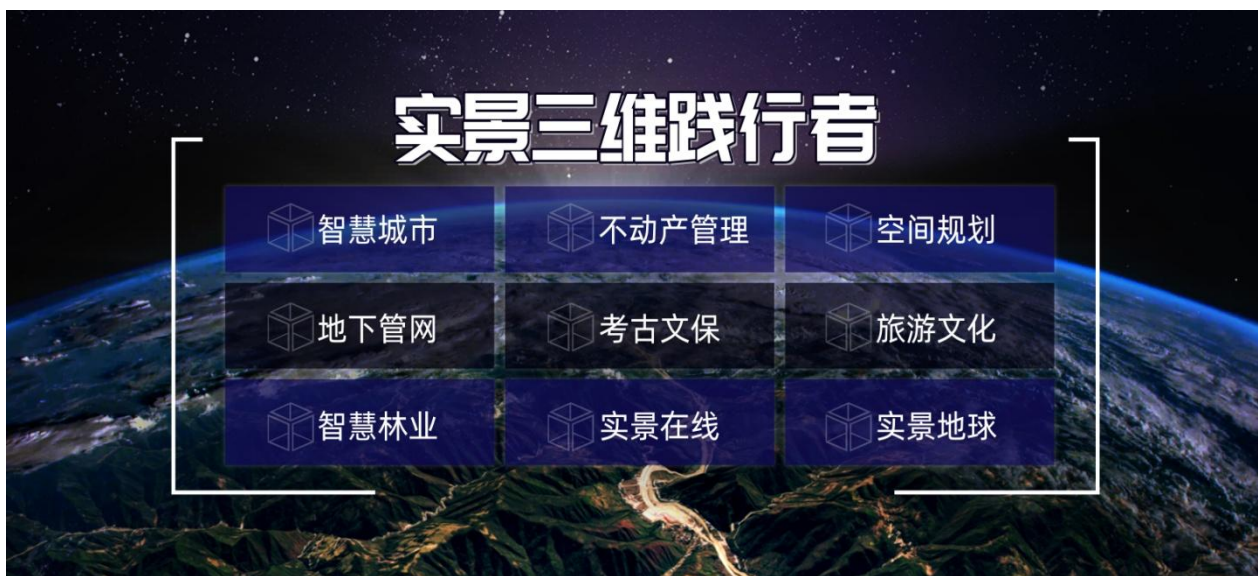 实景三维践行者
智慧城市 不动产管理 空间规划
地下管网 考古文保 旅游文化
智慧林业 实景在线 实景地球